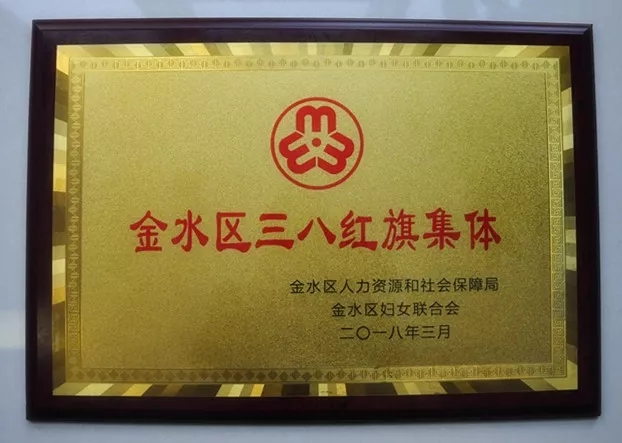 金水区三八红旗集体
金水区人力资源和社会保障局
金水区妇女联合会
二〇一八年三月